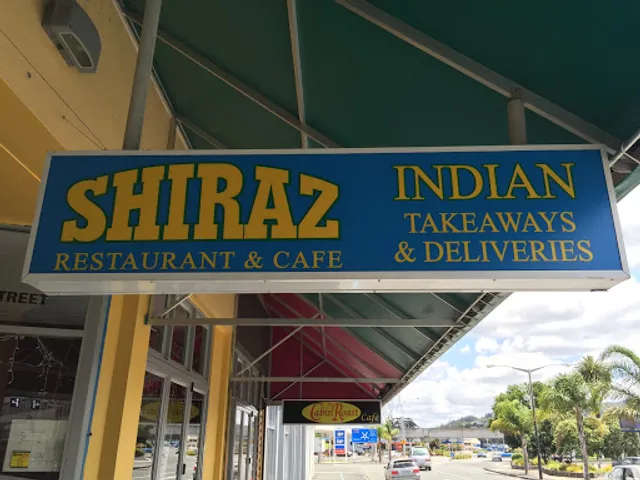 SHIRAZ
RESTAURANT & CAFE
INDIAN
TAKEAWAYS
& DELIVERIES
STREET
Cabin Roast
Cafe